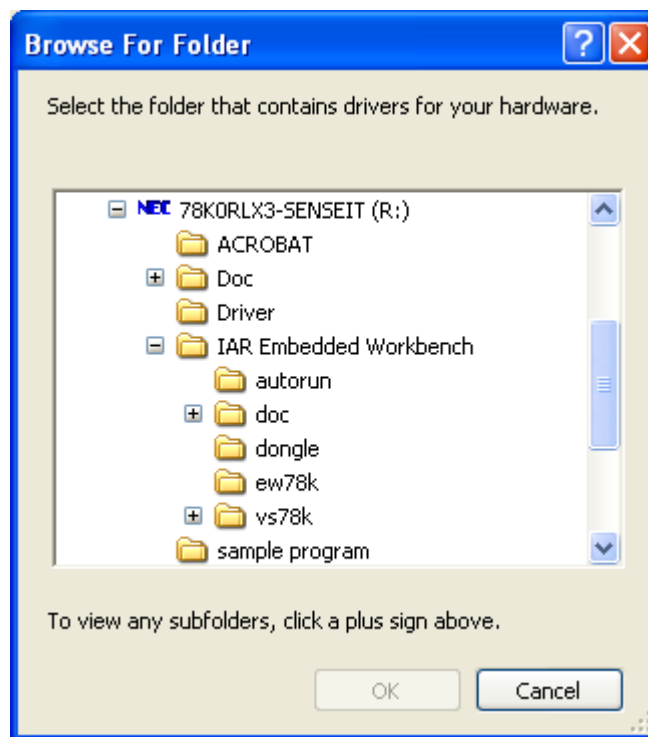 Browse For Folder
Select the folder that contains drivers for your hardware.
NEC 78K0RLX3-SENSEIT (R:)
ACROBAT
Doc
Driver
IAR Embedded Workbench
autorun
doc
dongle
ew78k
vs78k
sample program
To view any subfolders, click a plus sign above.
OK Cancel